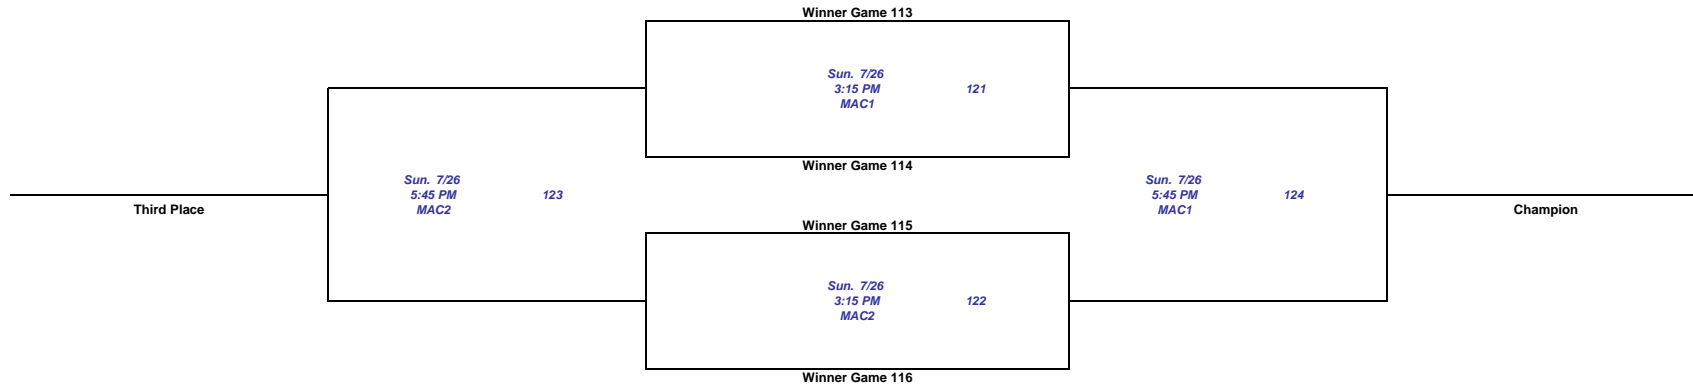 Winner Game 113
Sun. 7/26
3:15 PM 121
MAC1
Winner Game 114
Sun. 7/26
5:45 PM 123
MAC2
Third Place
Sun. 7/26
5:45 PM 124
MAC1
Champion
Winner Game 115
Sun. 7/26
3:15 PM 122
MAC2
Winner Game 116